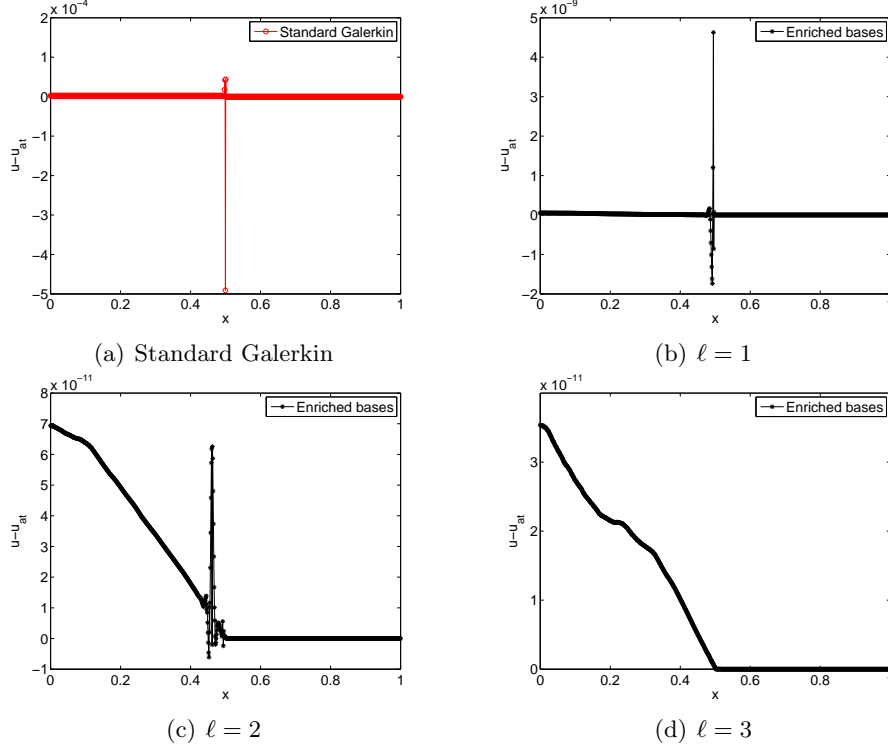 x 10⁻⁴
2
1
0
−1
−2
−3
−4
−5
u−u_at
0 0.2 0.4 0.6 0.8 1
x
Standard Galerkin
(a) Standard Galerkin
x 10⁻⁹
5
4
3
2
1
0
−1
−2
u−u_at
0 0.2 0.4 0.6 0.8 1
x
Enriched bases
(b) ℓ = 1
x 10⁻¹¹
8
7
6
5
4
3
2
1
0
−1
u−u_at
0 0.2 0.4 0.6 0.8 1
x
Enriched bases
(c) ℓ = 2
x 10⁻¹¹
3
2
1
0
u−u_at
0 0.2 0.4 0.6 0.8 1
x
Enriched bases
(d) ℓ = 3